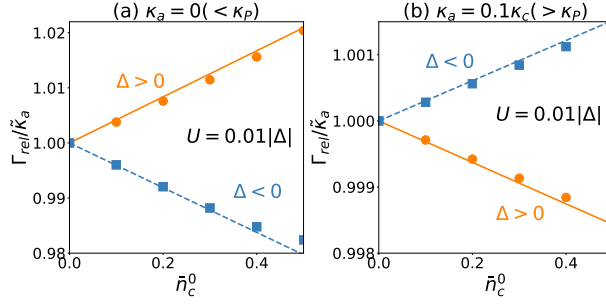 (a) κ_a = 0(< κ_P)
Γ_rel/κ̃_a
1.02
1.01
1.00
0.99
0.98
Δ > 0
U = 0.01|Δ|
Δ < 0
0.0
0.2
0.4
n̄_c^0
(b) κ_a = 0.1κ_c(> κ_P)
Γ_rel/κ̃_a
1.001
1.000
0.999
0.998
Δ < 0
U = 0.01|Δ|
Δ > 0
0.0
0.2
0.4
n̄_c^0